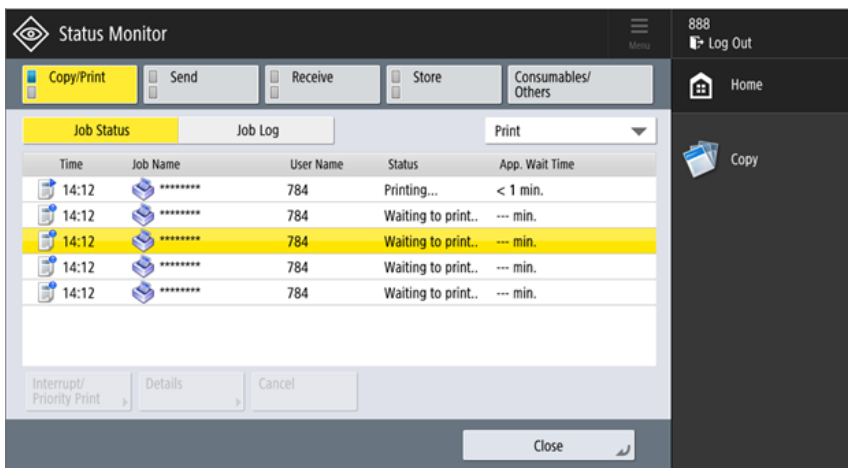 Status Monitor
Menu
888
Log Out
Copy/Print
Send
Receive
Store
Consumables/
Others
Home
Job Status
Job Log
Print
Copy
Time Job Name User Name Status App. Wait Time
14:12 ******** 784 Printing... < 1 min.
14:12 ******** 784 Waiting to print.. --- min.
14:12 ******** 784 Waiting to print.. --- min.
14:12 ******** 784 Waiting to print.. --- min.
14:12 ******** 784 Waiting to print.. --- min.
Interrupt/
Priority Print
Details
Cancel
Close